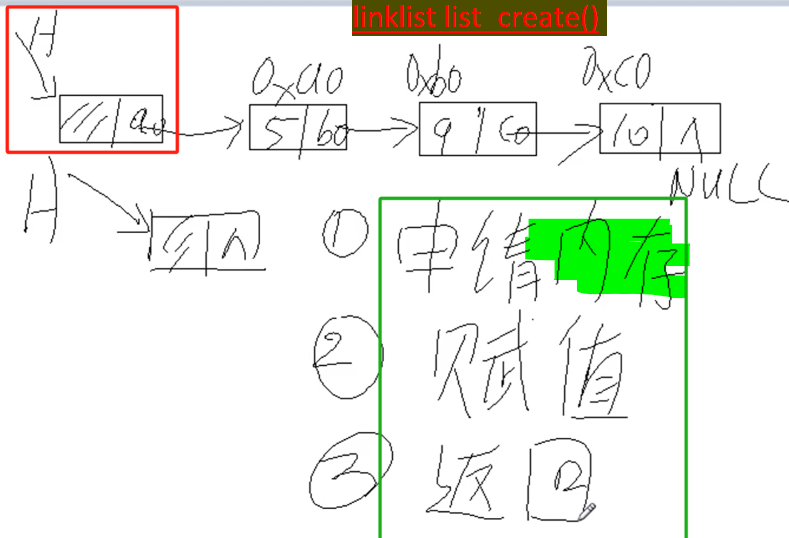 linklist list_create()
H
0xa0 0xb0 0xc0
a0 5 b0 9 c0 10 ∧
NULL
H
∧
① 申请内存
② 赋值
③ 返回